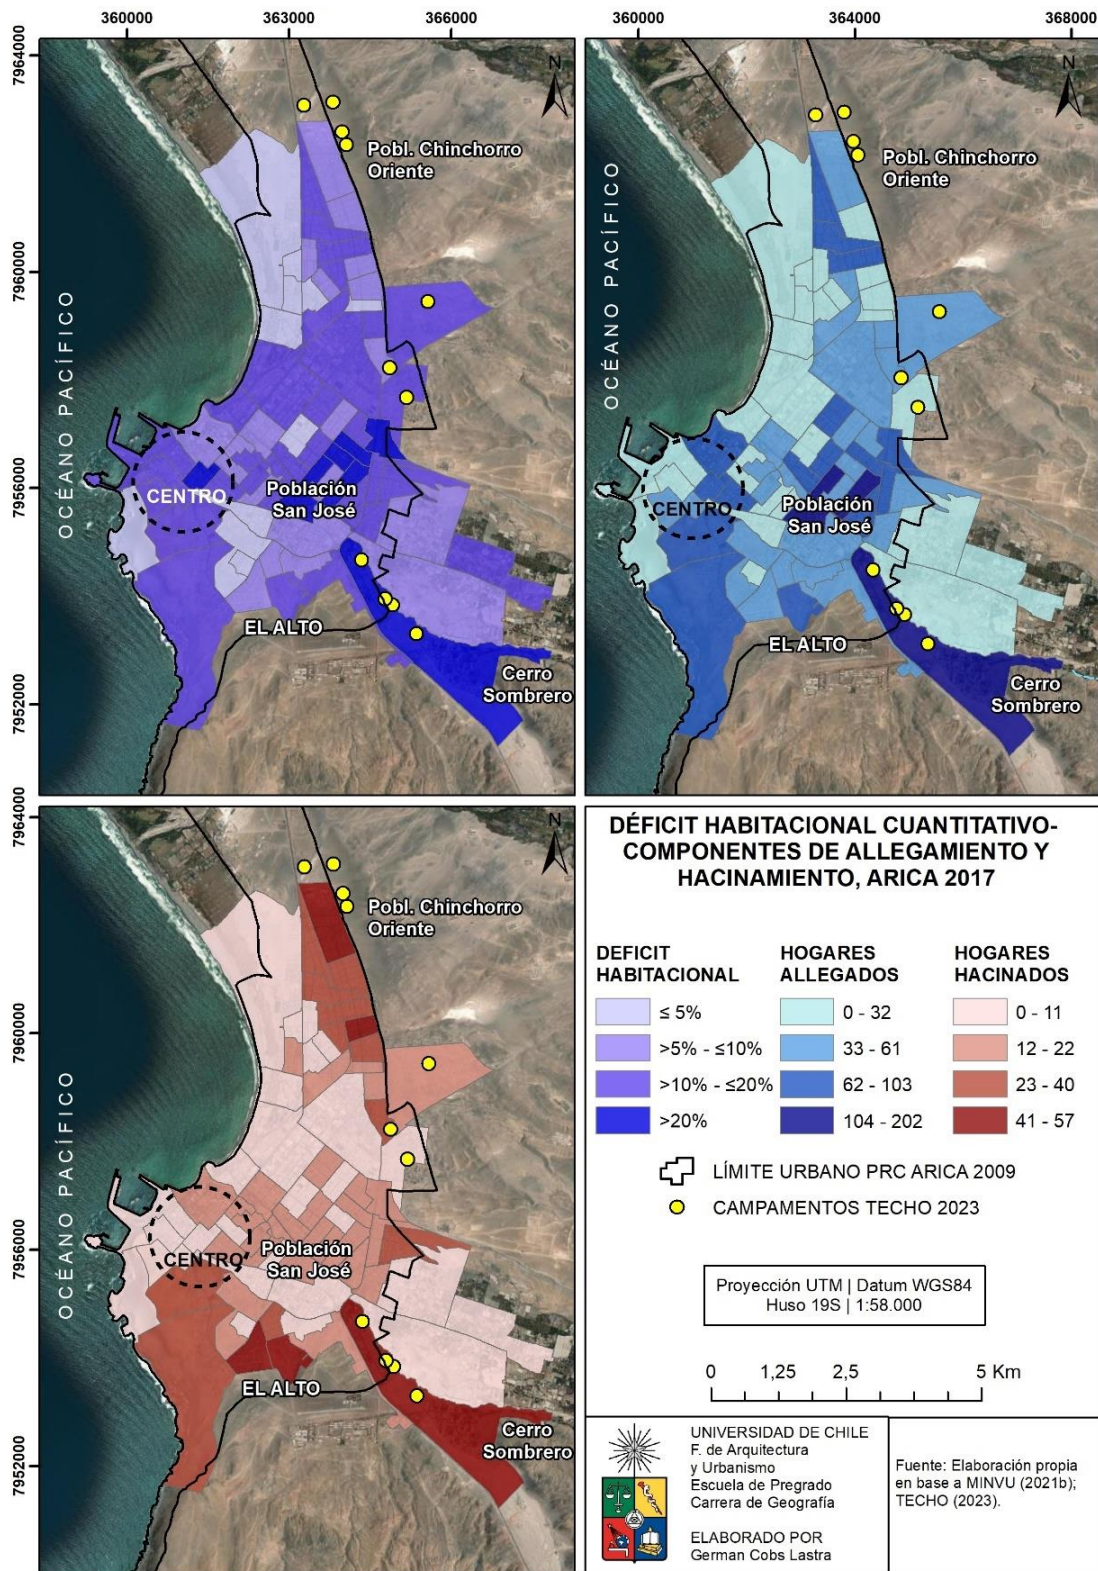 360000
363000
366000
360000
364000
368000
7964000
7960000
7956000
7952000
N
Pobl. Chinchorro
Oriente
OCÉANO PACÍFICO
CENTRO
Población
San José
EL ALTO
Cerro
Sombrero
N
Pobl. Chinchorro
Oriente
OCÉANO PACÍFICO
CENTRO
Población
San José
EL ALTO
Cerro
Sombrero
7964000
7960000
7956000
7952000
N
Pobl. Chinchorro
Oriente
OCÉANO PACÍFICO
CENTRO
Población
San José
EL ALTO
Cerro
Sombrero
DÉFICIT HABITACIONAL CUANTITATIVO-
COMPONENTES DE ALLEGAMIENTO Y
HACINAMIENTO, ARICA 2017
DEFICIT
HABITACIONAL
≤ 5%
>5% - ≤10%
>10% - ≤20%
>20%
HOGARES
ALLEGADOS
0 - 32
33 - 61
62 - 103
104 - 202
HOGARES
HACINADOS
0 - 11
12 - 22
23 - 40
41 - 57
LÍMITE URBANO PRC ARICA 2009
CAMPAMENTOS TECHO 2023
Proyección UTM | Datum WGS84
Huso 19S | 1:58.000
0 1,25 2,5 5 Km
UNIVERSIDAD DE CHILE
F. de Arquitectura
y Urbanismo
Escuela de Pregrado
Carrera de Geografía
ELABORADO POR
German Cobs Lastra
Fuente: Elaboración propia
en base a MINVU (2021b);
TECHO (2023).